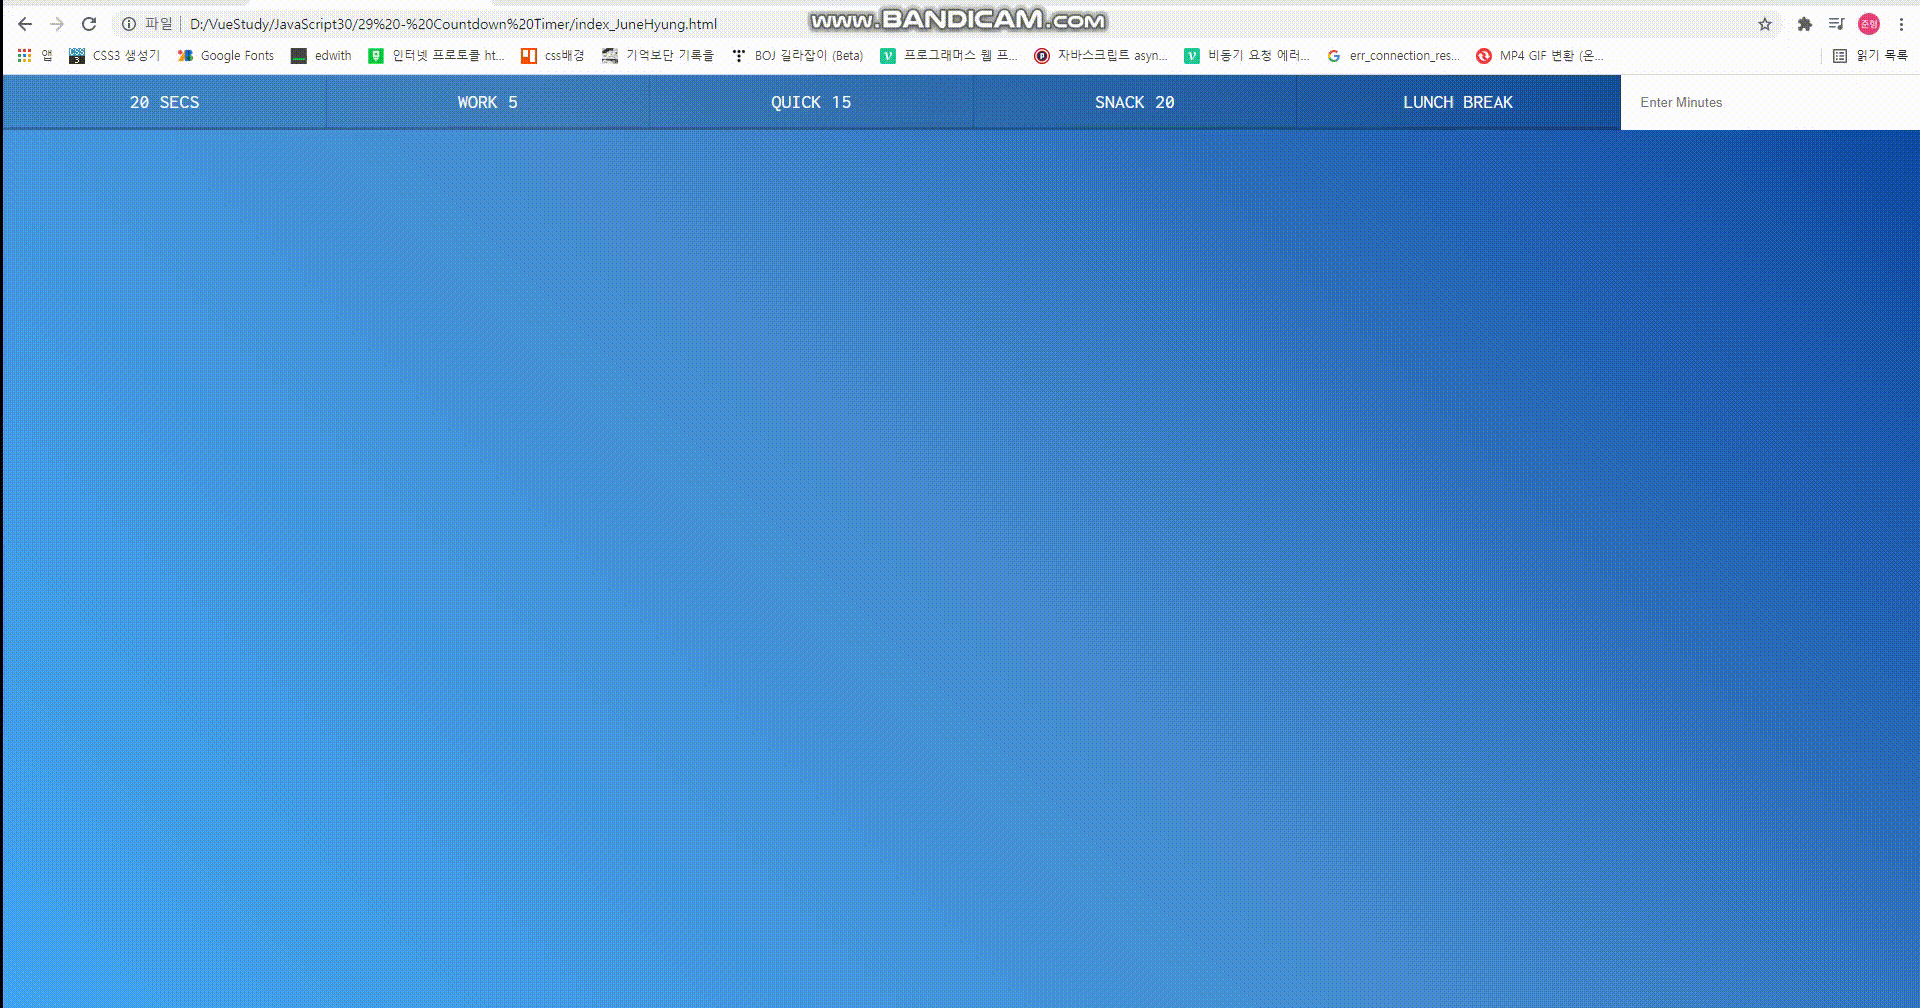 파일 D:/VueStudy/JavaScript30/29%20-%20Countdown%20Timer/index_JuneHyung.html
www.BANDICAM.com
준형
앱 CSS3 생성기 Google Fonts edwith 인터넷 프로토콜 ht... css배경 기억보단 기록을 BOJ 길라잡이 (Beta) 프로그래머스 웹 프... 자바스크립트 asyn... 비동기 요청 에러... err_connection_res... MP4 GIF 변환 (온... 읽기 목록
20 SECS WORK 5 QUICK 15 SNACK 20 LUNCH BREAK Enter Minutes